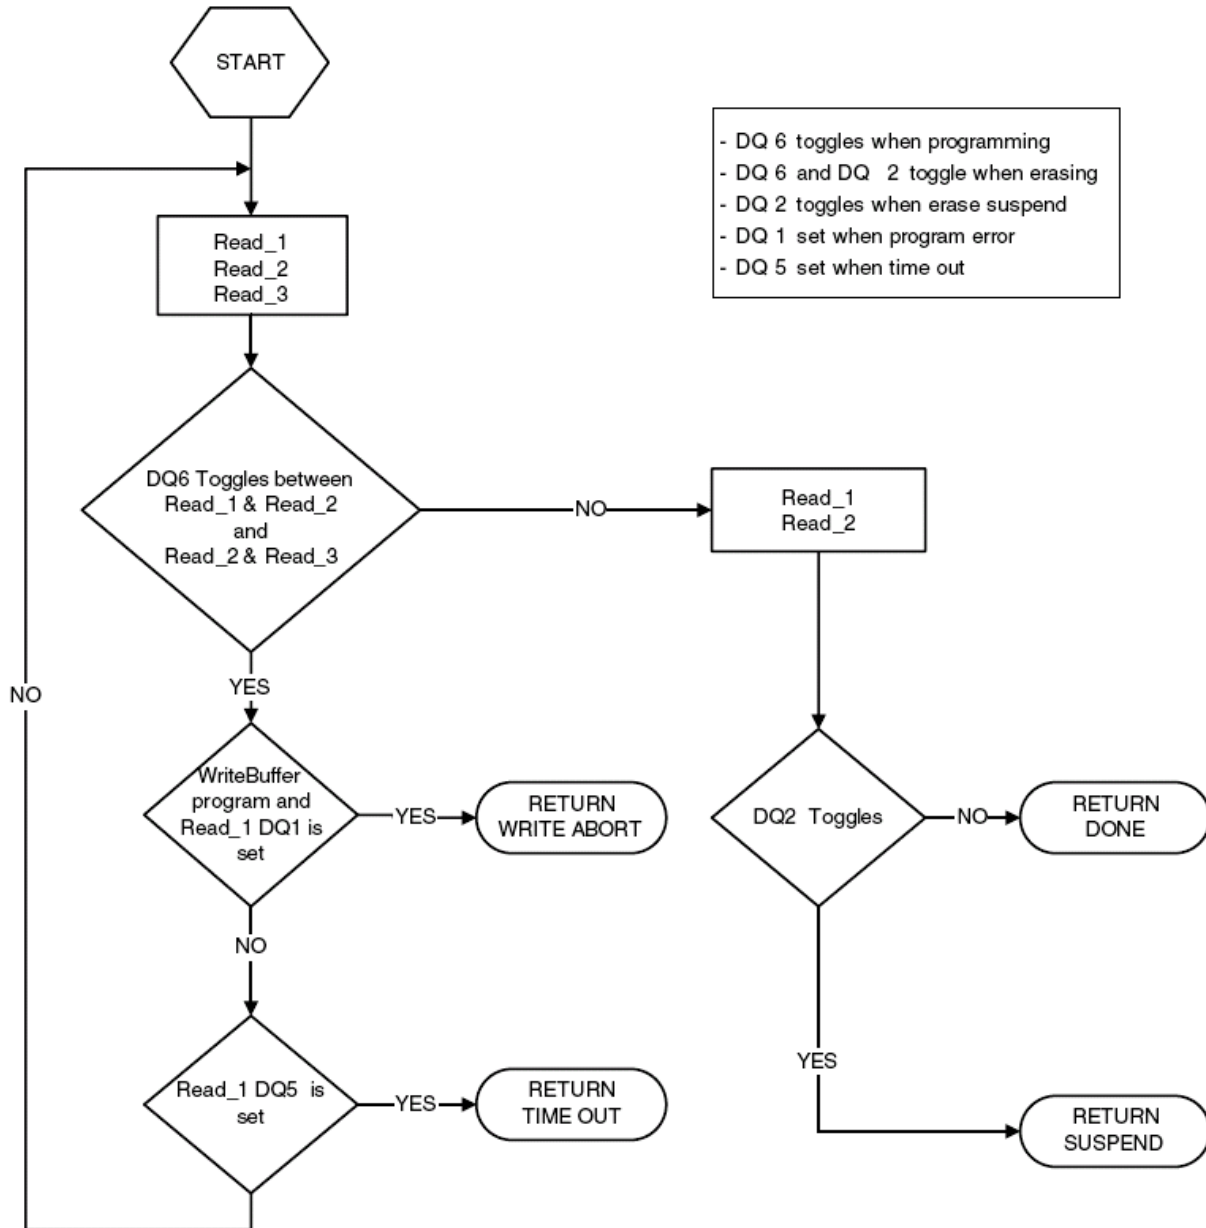 START
- DQ 6 toggles when programming
- DQ 6 and DQ 2 toggle when erasing
- DQ 2 toggles when erase suspend
- DQ 1 set when program error
- DQ 5 set when time out
Read_1
Read_2
Read_3
DQ6 Toggles between
Read_1 & Read_2
and
Read_2 & Read_3
NO
Read_1
Read_2
YES
NO
WriteBuffer
program and
Read_1 DQ1 is
set
YES
RETURN
WRITE ABORT
DQ2 Toggles
NO
RETURN
DONE
NO
YES
Read_1 DQ5 is
set
YES
RETURN
TIME OUT
RETURN
SUSPEND